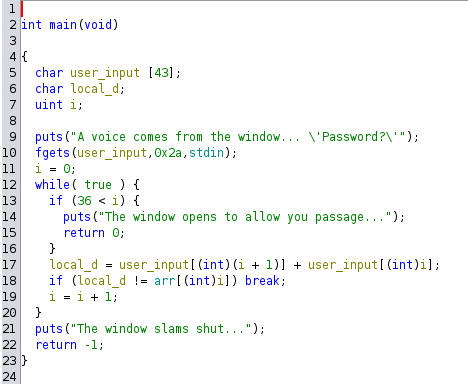 1
2 int main(void)
3
4 {
5   char user_input [43];
6   char local_d;
7   uint i;
8
9   puts("A voice comes from the window... \'Password?\'");
10   fgets(user_input,0x2a,stdin);
11   i = 0;
12   while( true ) {
13     if (36 < i) {
14       puts("The window opens to allow you passage...");
15       return 0;
16     }
17     local_d = user_input[(int)(i + 1)] + user_input[(int)i];
18     if (local_d != arr[(int)i]) break;
19     i = i + 1;
20   }
21   puts("The window slams shut...");
22   return -1;
23 }
24